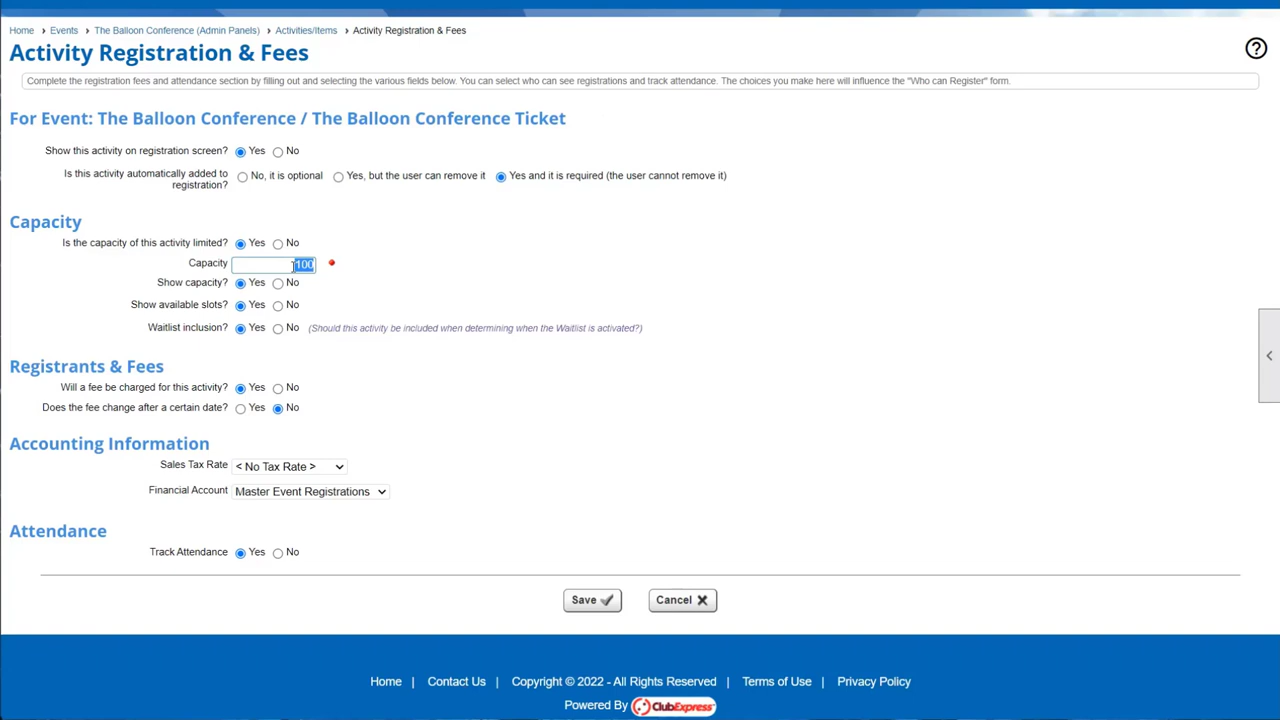 Home › Events › The Balloon Conference (Admin Panels) › Activities/Items › Activity Registration & Fees
Activity Registration & Fees
Complete the registration fees and attendance section by filling out and selecting the various fields below. You can select who can see registrations and track attendance. The choices you make here will influence the "Who can Register" form.
For Event: The Balloon Conference / The Balloon Conference Ticket
Show this activity on registration screen? Yes No
Is this activity automatically added to registration? No, it is optional Yes, but the user can remove it Yes and it is required (the user cannot remove it)
Capacity
Is the capacity of this activity limited? Yes No
Capacity 100
Show capacity? Yes No
Show available slots? Yes No
Waitlist inclusion? Yes No (Should this activity be included when determining when the Waitlist is activated?)
Registrants & Fees
Will a fee be charged for this activity? Yes No
Does the fee change after a certain date? Yes No
Accounting Information
Sales Tax Rate < No Tax Rate >
Financial Account Master Event Registrations
Attendance
Track Attendance Yes No
Save Cancel
Home | Contact Us | Copyright © 2022 - All Rights Reserved | Terms of Use | Privacy Policy
Powered By ClubExpress